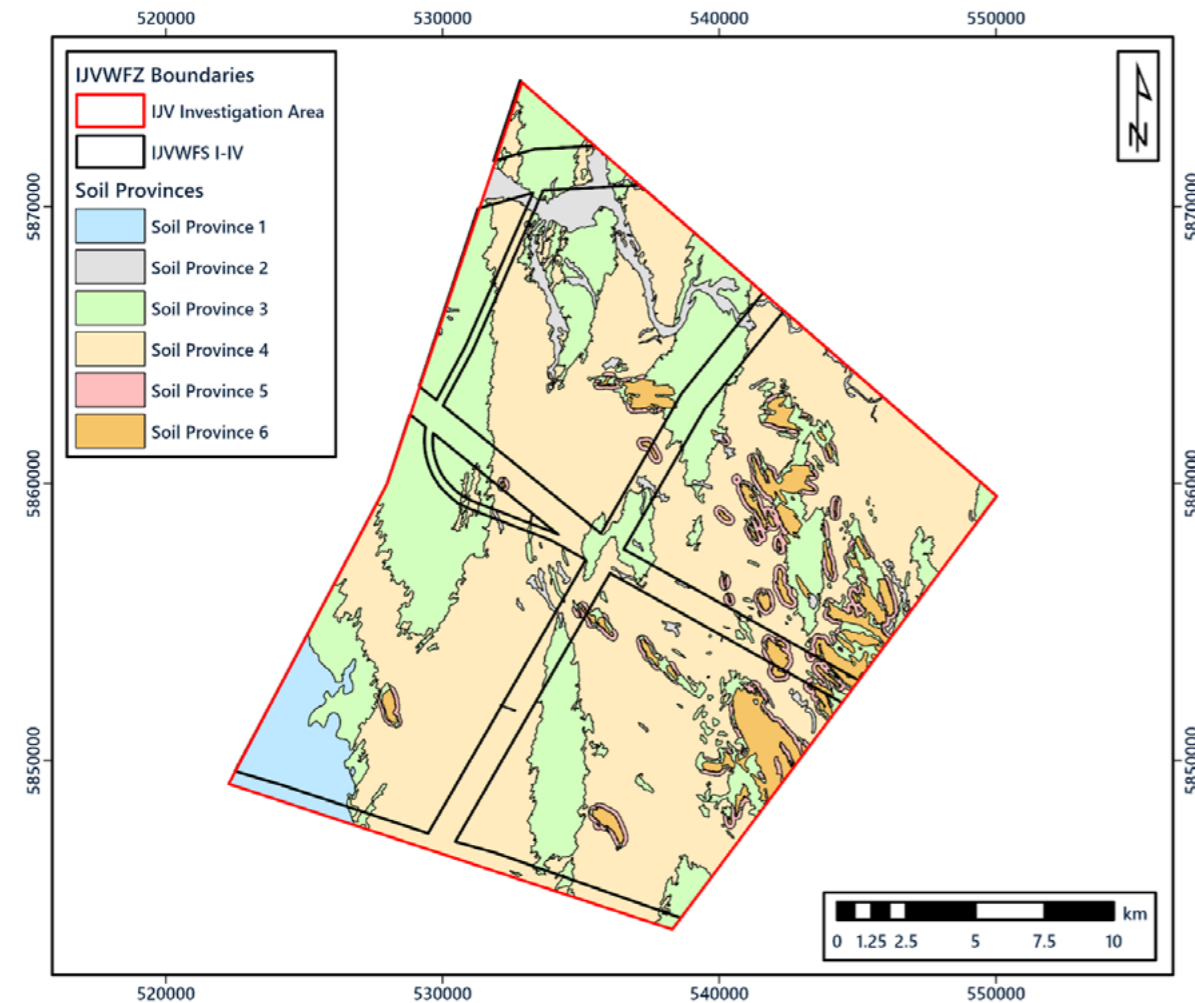 520000 530000 540000 550000
IJVWFZ Boundaries
IJV Investigation Area
IJVWFS I-IV
Soil Provinces
Soil Province 1
Soil Province 2
Soil Province 3
Soil Province 4
Soil Province 5
Soil Province 6
N
5870000 5870000
5860000 5860000
5850000 5850000
km
0 1.25 2.5 5 7.5 10
520000 530000 540000 550000